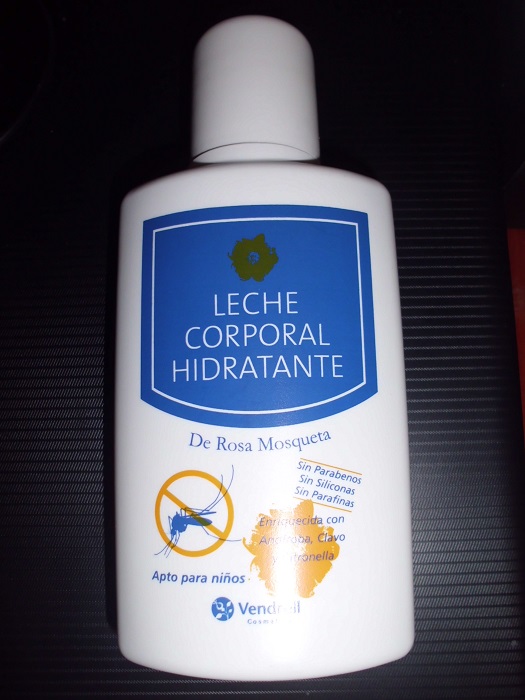 LECHE
CORPORAL
HIDRATANTE
De Rosa Mosqueta
Sin Parabenos
Sin Siliconas
Sin Parafinas
Enriquecida con
Andiroba, Clavo
y Citronella
Apto para niños